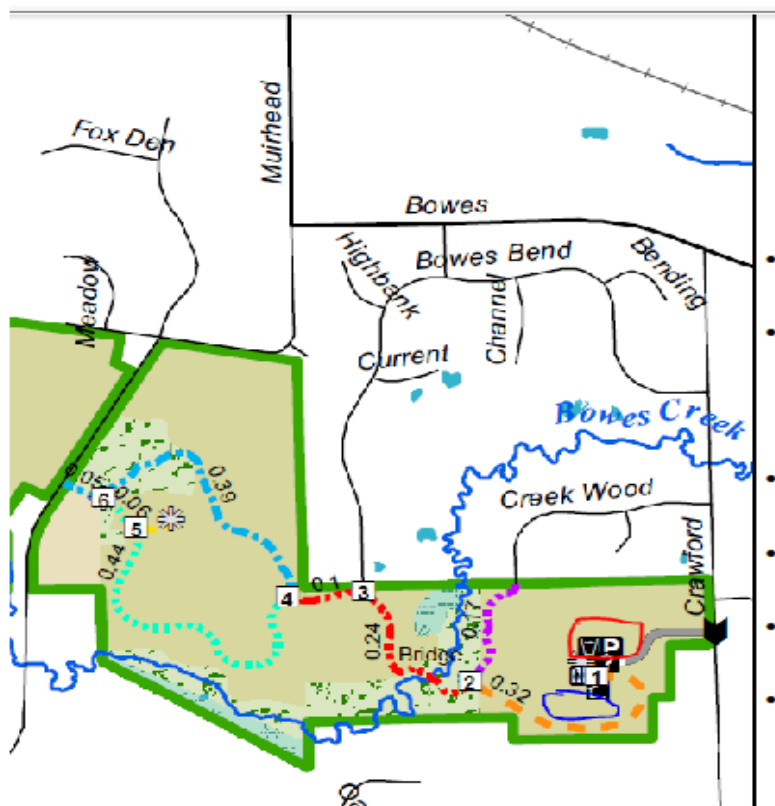 Fox Den
Muirhead
Bowes
Highbank
Bowes Bend
Bending
Meadow
Channel
Current
Bowes Creek
Creek Wood
Crawford
0.39
.05
0.06
6
5
0.44
4
0.1
3
0.17
0.24
Bridge
2
0.32
P
1